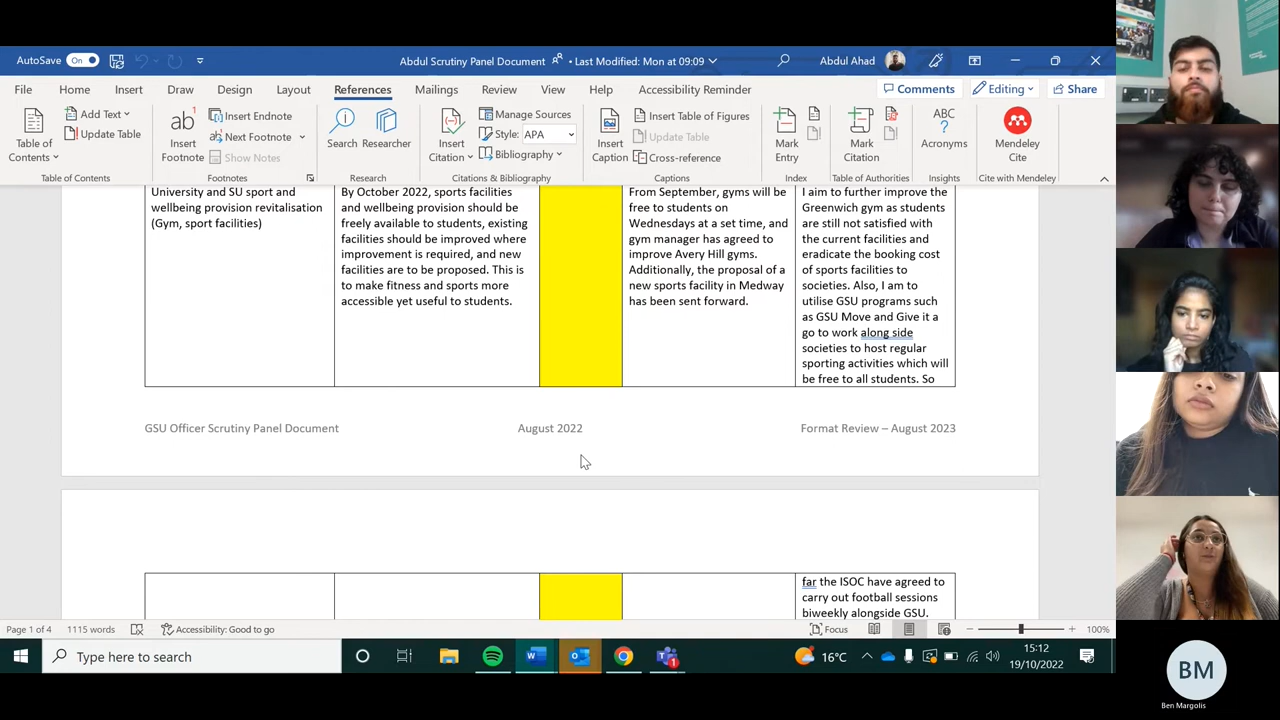 AutoSave On
Abdul Scrutiny Panel Document • Last Modified: Mon at 09:09
Abdul Ahad
File Home Insert Draw Design Layout References Mailings Review View Help Accessibility Reminder
Comments Editing Share
Table of Contents
Add Text
Update Table
Table of Contents
ab
Insert Footnote
Insert Endnote
Next Footnote
Show Notes
Footnotes
Search
Researcher
Research
Insert Citation
Manage Sources
Style: APA
Bibliography
Citations & Bibliography
Insert Caption
Insert Table of Figures
Update Table
Cross-reference
Captions
Mark Entry
Index
Mark Citation
Table of Authorities
ABC
?
Acronyms
Insights
Mendeley Cite
Cite with Mendeley
University and SU sport and
wellbeing provision revitalisation
(Gym, sport facilities)
By October 2022, sports facilities
and wellbeing provision should be
freely available to students, existing
facilities should be improved where
improvement is required, and new
facilities are to be proposed. This is
to make fitness and sports more
accessible yet useful to students.
From September, gyms will be
free to students on
Wednesdays at a set time, and
gym manager has agreed to
improve Avery Hill gyms.
Additionally, the proposal of a
new sports facility in Medway
has been sent forward.
I aim to further improve the
Greenwich gym as students
are still not satisfied with
the current facilities and
eradicate the booking cost
of sports facilities to
societies. Also, I am to
utilise GSU programs such
as GSU Move and Give it a
go to work along side
societies to host regular
sporting activities which will
be free to all students. So
GSU Officer Scrutiny Panel Document August 2022 Format Review – August 2023
far the ISOC have agreed to
carry out football sessions
biweekly alongside GSU.
Page 1 of 4 1115 words Accessibility: Good to go Focus 100%
Type here to search
16°C
15:12
19/10/2022
BM
Ben Margolis